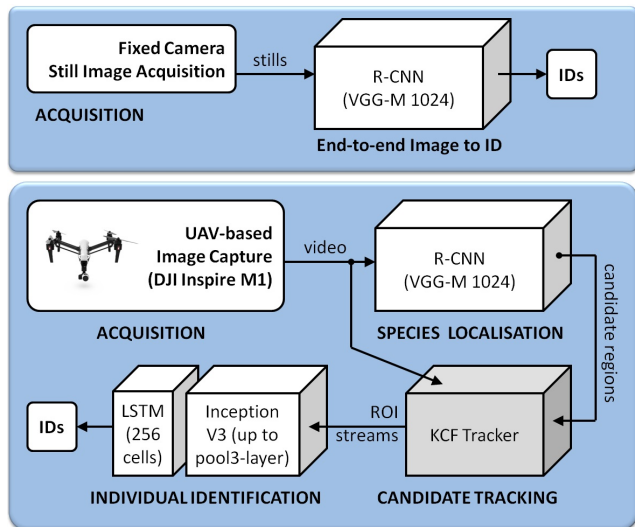 Fixed Camera
Still Image Acquisition
stills
R-CNN
(VGG-M 1024)
IDs
ACQUISITION
End-to-end Image to ID
UAV-based
Image Capture
(DJI Inspire M1)
video
R-CNN
(VGG-M 1024)
candidate regions
ACQUISITION
SPECIES LOCALISATION
IDs
LSTM
(256
cells)
Inception
V3 (up to
pool3-layer)
ROI
streams
KCF Tracker
INDIVIDUAL IDENTIFICATION
CANDIDATE TRACKING